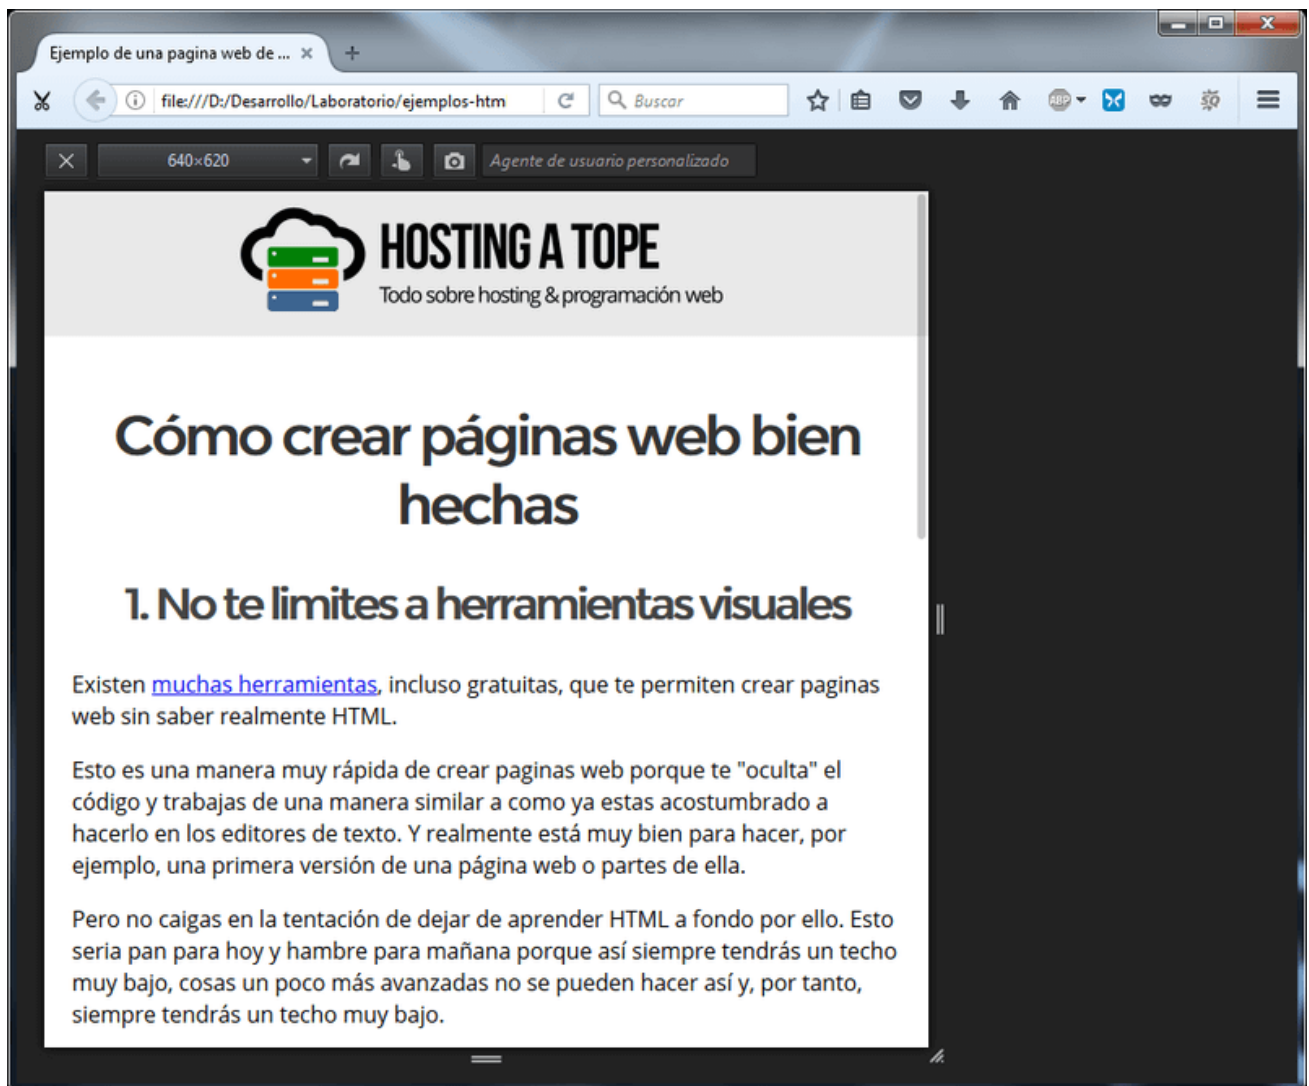 Ejemplo de una pagina web de ...
file:///D:/Desarrollo/Laboratorio/ejemplos-htm
Buscar
ABP
640×620
Agente de usuario personalizado
HOSTING A TOPE
Todo sobre hosting & programación web
Cómo crear páginas web bien
hechas
1. No te limites a herramientas visuales
Existen muchas herramientas, incluso gratuitas, que te permiten crear paginas
web sin saber realmente HTML.
Esto es una manera muy rápida de crear paginas web porque te "oculta" el
código y trabajas de una manera similar a como ya estas acostumbrado a
hacerlo en los editores de texto. Y realmente está muy bien para hacer, por
ejemplo, una primera versión de una página web o partes de ella.
Pero no caigas en la tentación de dejar de aprender HTML a fondo por ello. Esto
seria pan para hoy y hambre para mañana porque así siempre tendrás un techo
muy bajo, cosas un poco más avanzadas no se pueden hacer así y, por tanto,
siempre tendrás un techo muy bajo.